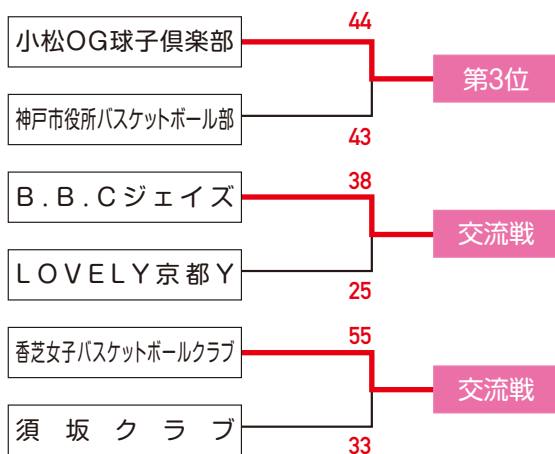 44
小松OG球子倶楽部
第3位
神戸市役所バスケットボール部
43
38
B.B.Cジェイズ
交流戦
LOVELY京都Y
25
55
香芝女子バスケットボールクラブ
交流戦
須坂クラブ
33